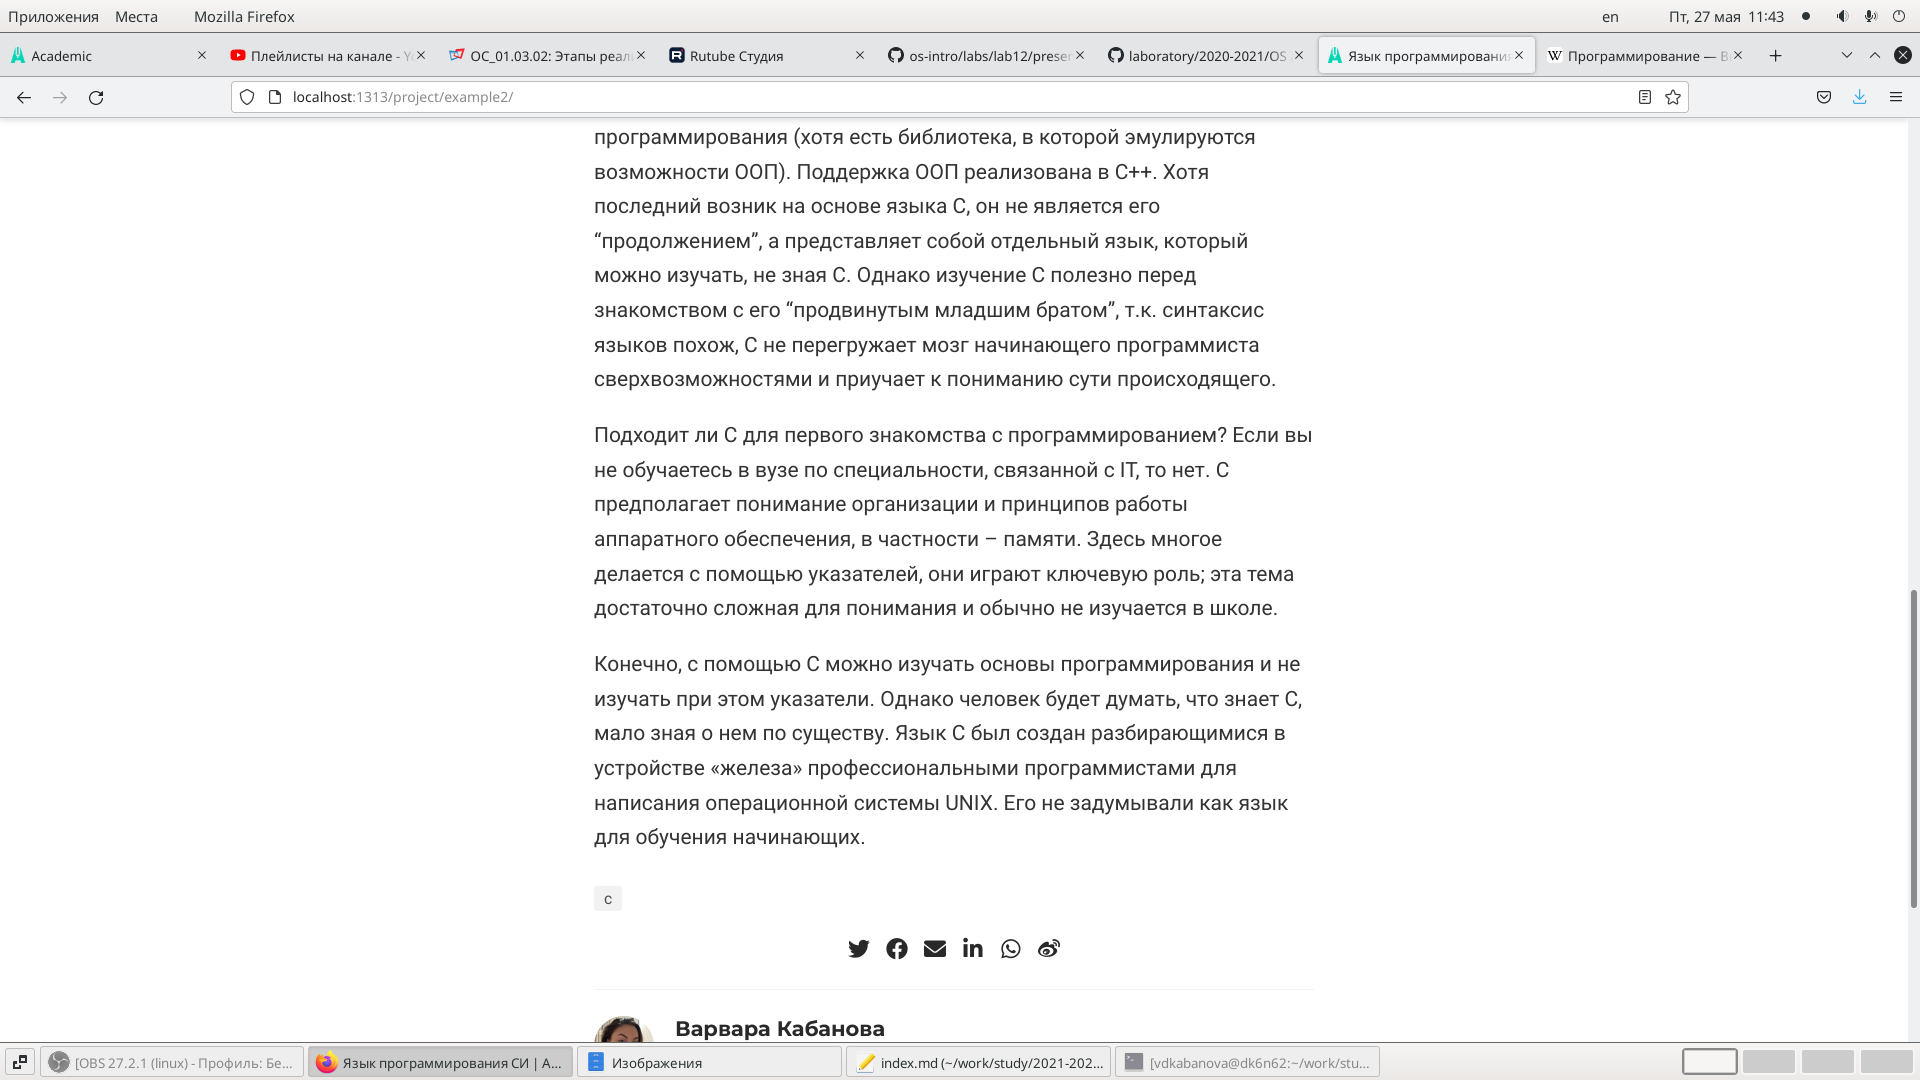 Приложения Места Mozilla Firefox en Пт, 27 мая 11:43
Academic Плейлисты на канале - Yo ОС_01.03.02: Этапы реал Rutube Студия os-intro/labs/lab12/preser laboratory/2020-2021/OS Язык программировани Программирование — В
localhost:1313/project/example2/
программирования (хотя есть библиотека, в которой эмулируются
возможности ООП). Поддержка ООП реализована в C++. Хотя
последний возник на основе языка C, он не является его
“продолжением”, а представляет собой отдельный язык, который
можно изучать, не зная C. Однако изучение C полезно перед
знакомством с его “продвинутым младшим братом”, т.к. синтаксис
языков похож, C не перегружает мозг начинающего программиста
сверхвозможностями и приучает к пониманию сути происходящего.
Подходит ли C для первого знакомства с программированием? Если вы
не обучаетесь в вузе по специальности, связанной с IT, то нет. C
предполагает понимание организации и принципов работы
аппаратного обеспечения, в частности – памяти. Здесь многое
делается с помощью указателей, они играют ключевую роль; эта тема
достаточно сложная для понимания и обычно не изучается в школе.
Конечно, с помощью C можно изучать основы программирования и не
изучать при этом указатели. Однако человек будет думать, что знает C,
мало зная о нем по существу. Язык C был создан разбирающимися в
устройстве «железа» профессиональными программистами для
написания операционной системы UNIX. Его не задумывали как язык
для обучения начинающих.
c
Варвара Кабанова
[OBS 27.2.1 (linux) - Профиль: Бе... Язык программирования СИ | A... Изображения index.md (~/work/study/2021-202... [vdkabanova@dk6n62:~/work/stu...